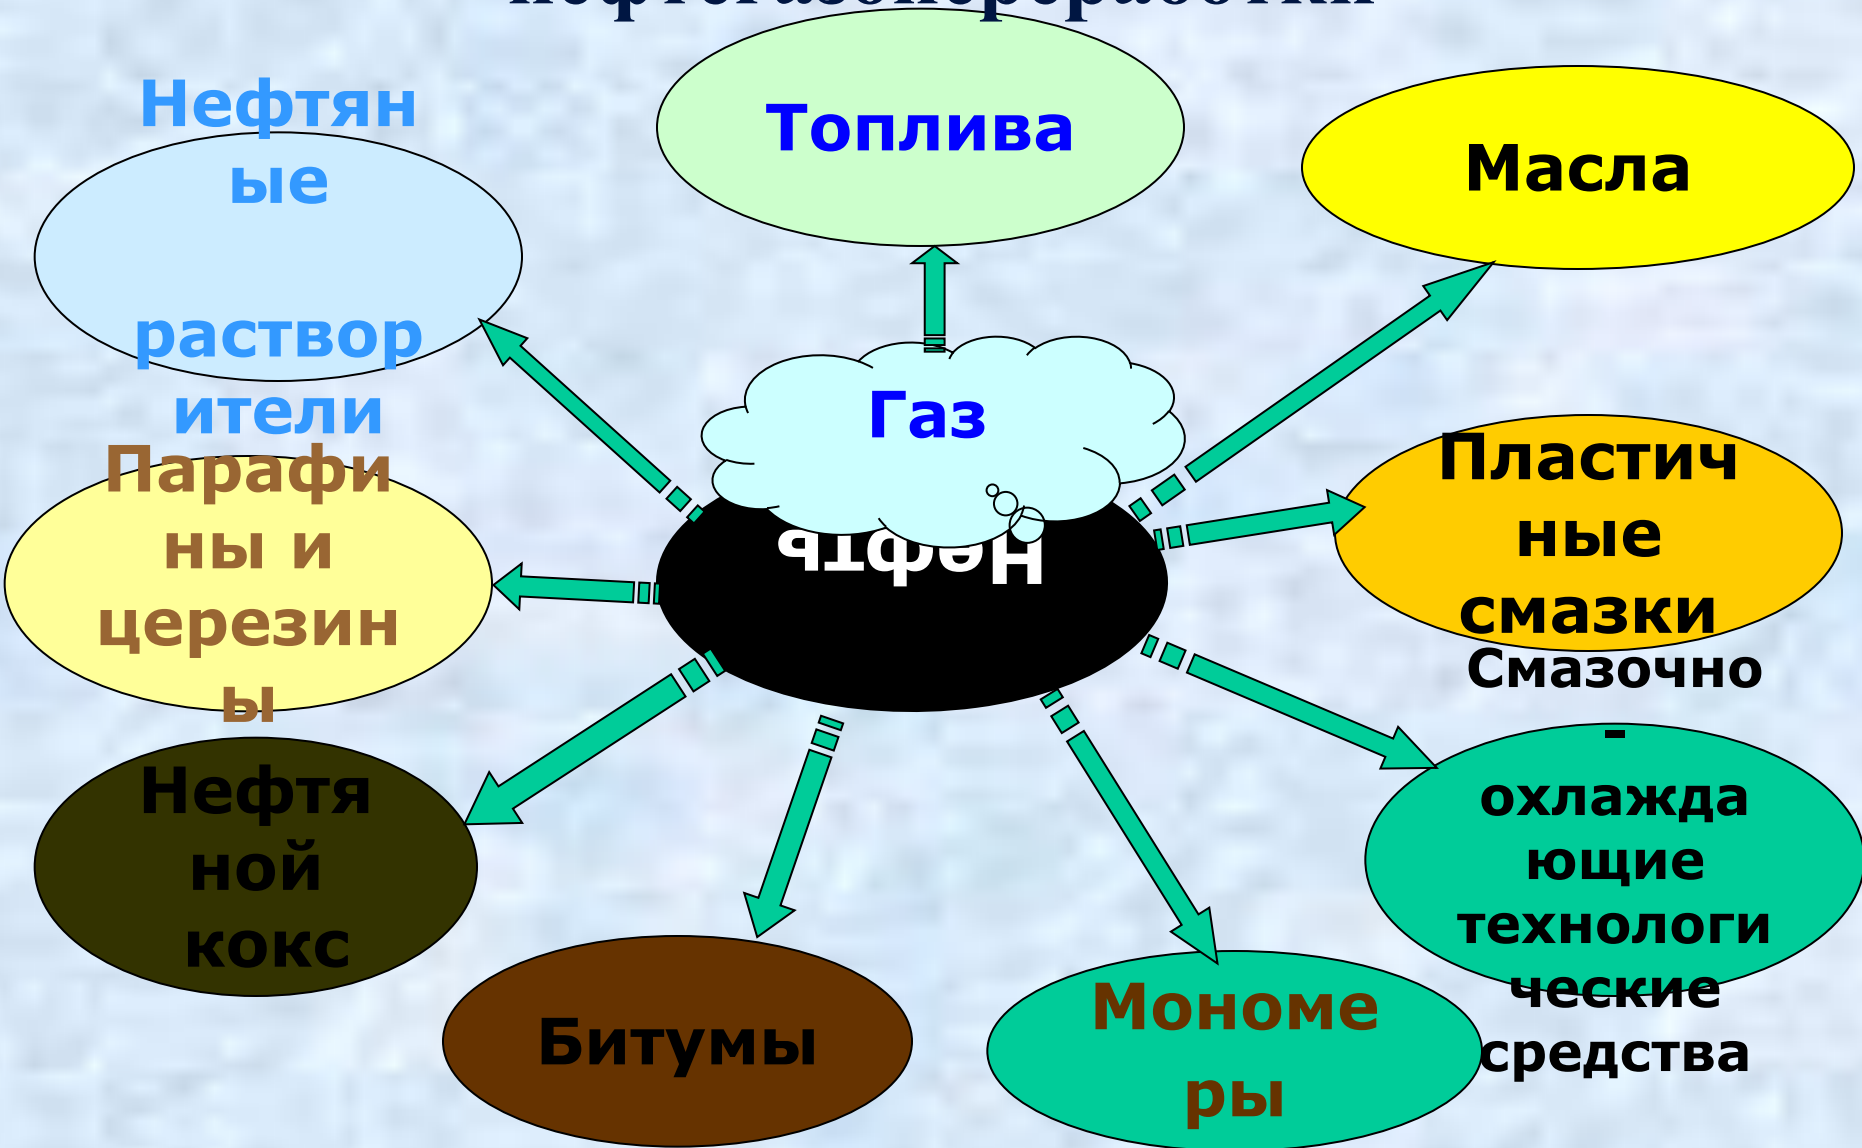 нефтегазопереработки
Топлива
Масла
Нефтян
ые
раствор
ители
Газ
Нефть
Пластич
ные
смазки
Парафи
ны и
церезин
ы
Смазочно
-
охлажда
ющие
технологи
ческие
средства
Нефтя
ной
кокс
Битумы
Мономе
ры